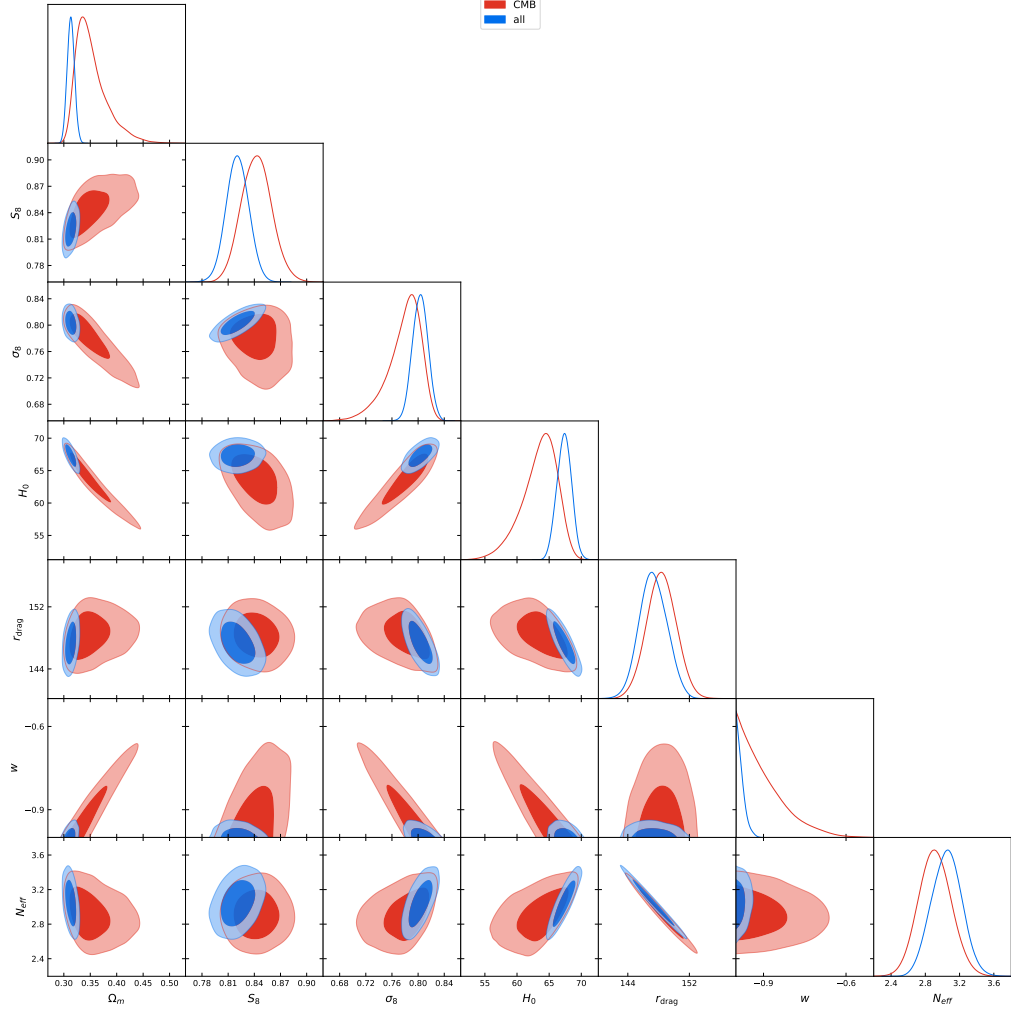 CMB
all
0.90
0.87
0.84
0.81
0.78
S8
0.84
0.80
0.76
0.72
0.68
σ8
70
65
60
55
H0
152
144
rdrag
−0.6
−0.9
w
3.6
3.2
2.8
2.4
Neff
0.30 0.35 0.40 0.45 0.50
0.78 0.81 0.84 0.87 0.90
0.68 0.72 0.76 0.80 0.84
55 60 65 70
144 152
−0.9 −0.6
2.4 2.8 3.2 3.6
Ωm
S8
σ8
H0
rdrag
w
Neff